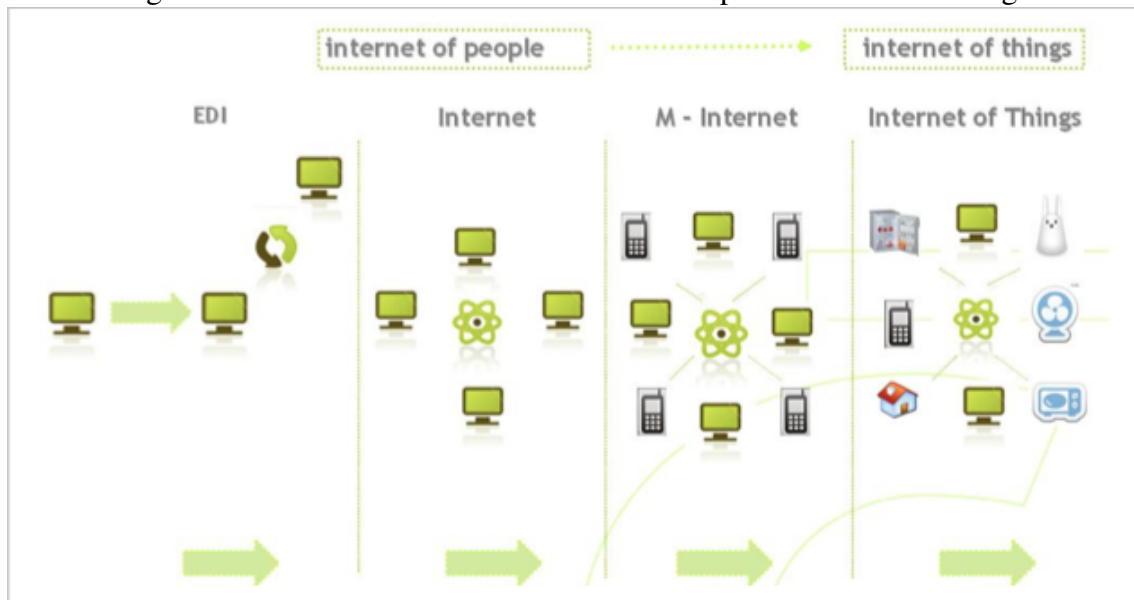 internet of people
internet of things
EDI
Internet
M - Internet
Internet of Things